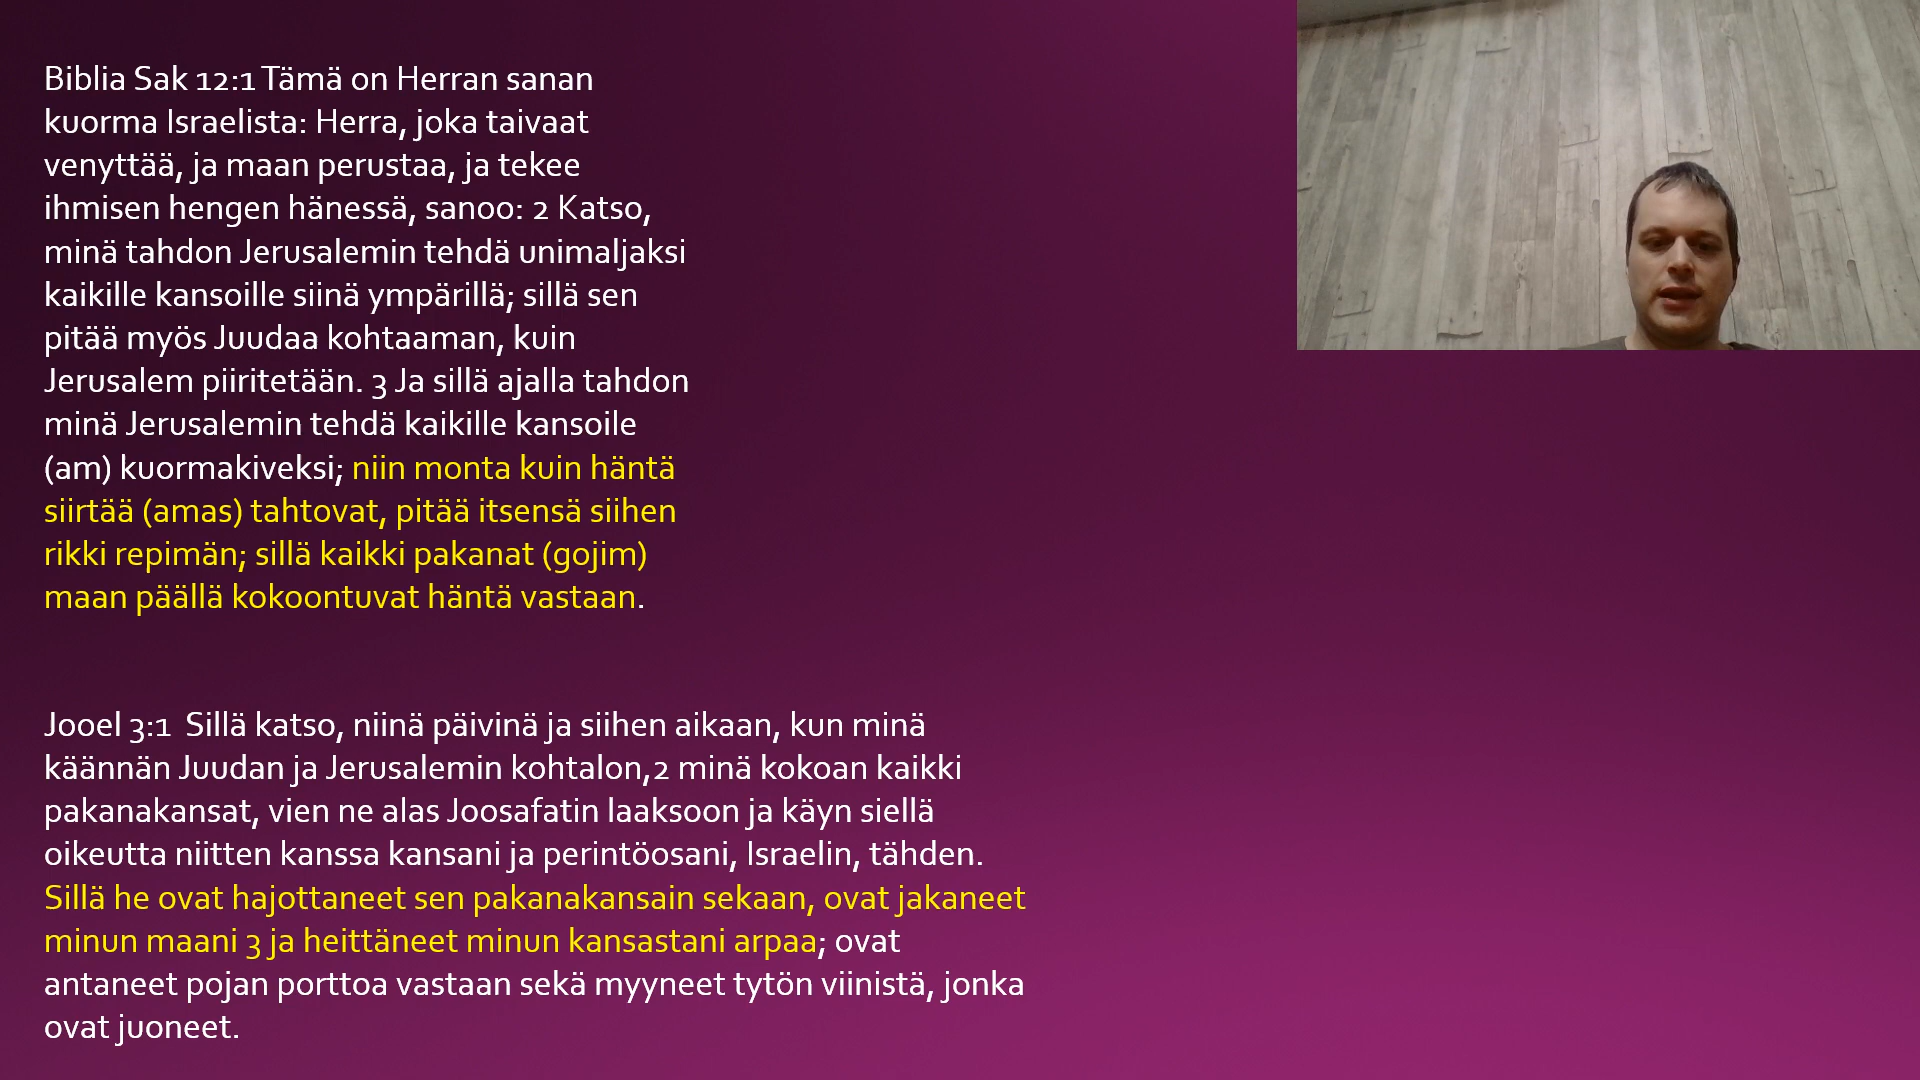 Biblia Sak 12:1 Tämä on Herran sanan
kuorma Israelista: Herra, joka taivaat
venyttää, ja maan perustaa, ja tekee
ihmisen hengen hänessä, sanoo: 2 Katso,
minä tahdon Jerusalemin tehdä unimaljaksi
kaikille kansoille siinä ympärillä; sillä sen
pitää myös Juudaa kohtaaman, kuin
Jerusalem piiritetään. 3 Ja sillä ajalla tahdon
minä Jerusalemin tehdä kaikille kansoile
(am) kuormakiveksi; niin monta kuin häntä
siirtää (amas) tahtovat, pitää itsensä siihen
rikki repimän; sillä kaikki pakanat (gojim)
maan päällä kokoontuvat häntä vastaan.
Jooel 3:1 Sillä katso, niinä päivinä ja siihen aikaan, kun minä
käännän Juudan ja Jerusalemin kohtalon,2 minä kokoan kaikki
pakanakansat, vien ne alas Joosafatin laaksoon ja käyn siellä
oikeutta niitten kanssa kansani ja perintöosani, Israelin, tähden.
Sillä he ovat hajottaneet sen pakanakansain sekaan, ovat jakaneet
minun maani 3 ja heittäneet minun kansastani arpaa; ovat
antaneet pojan porttoa vastaan sekä myyneet tytön viinistä, jonka
ovat juoneet.